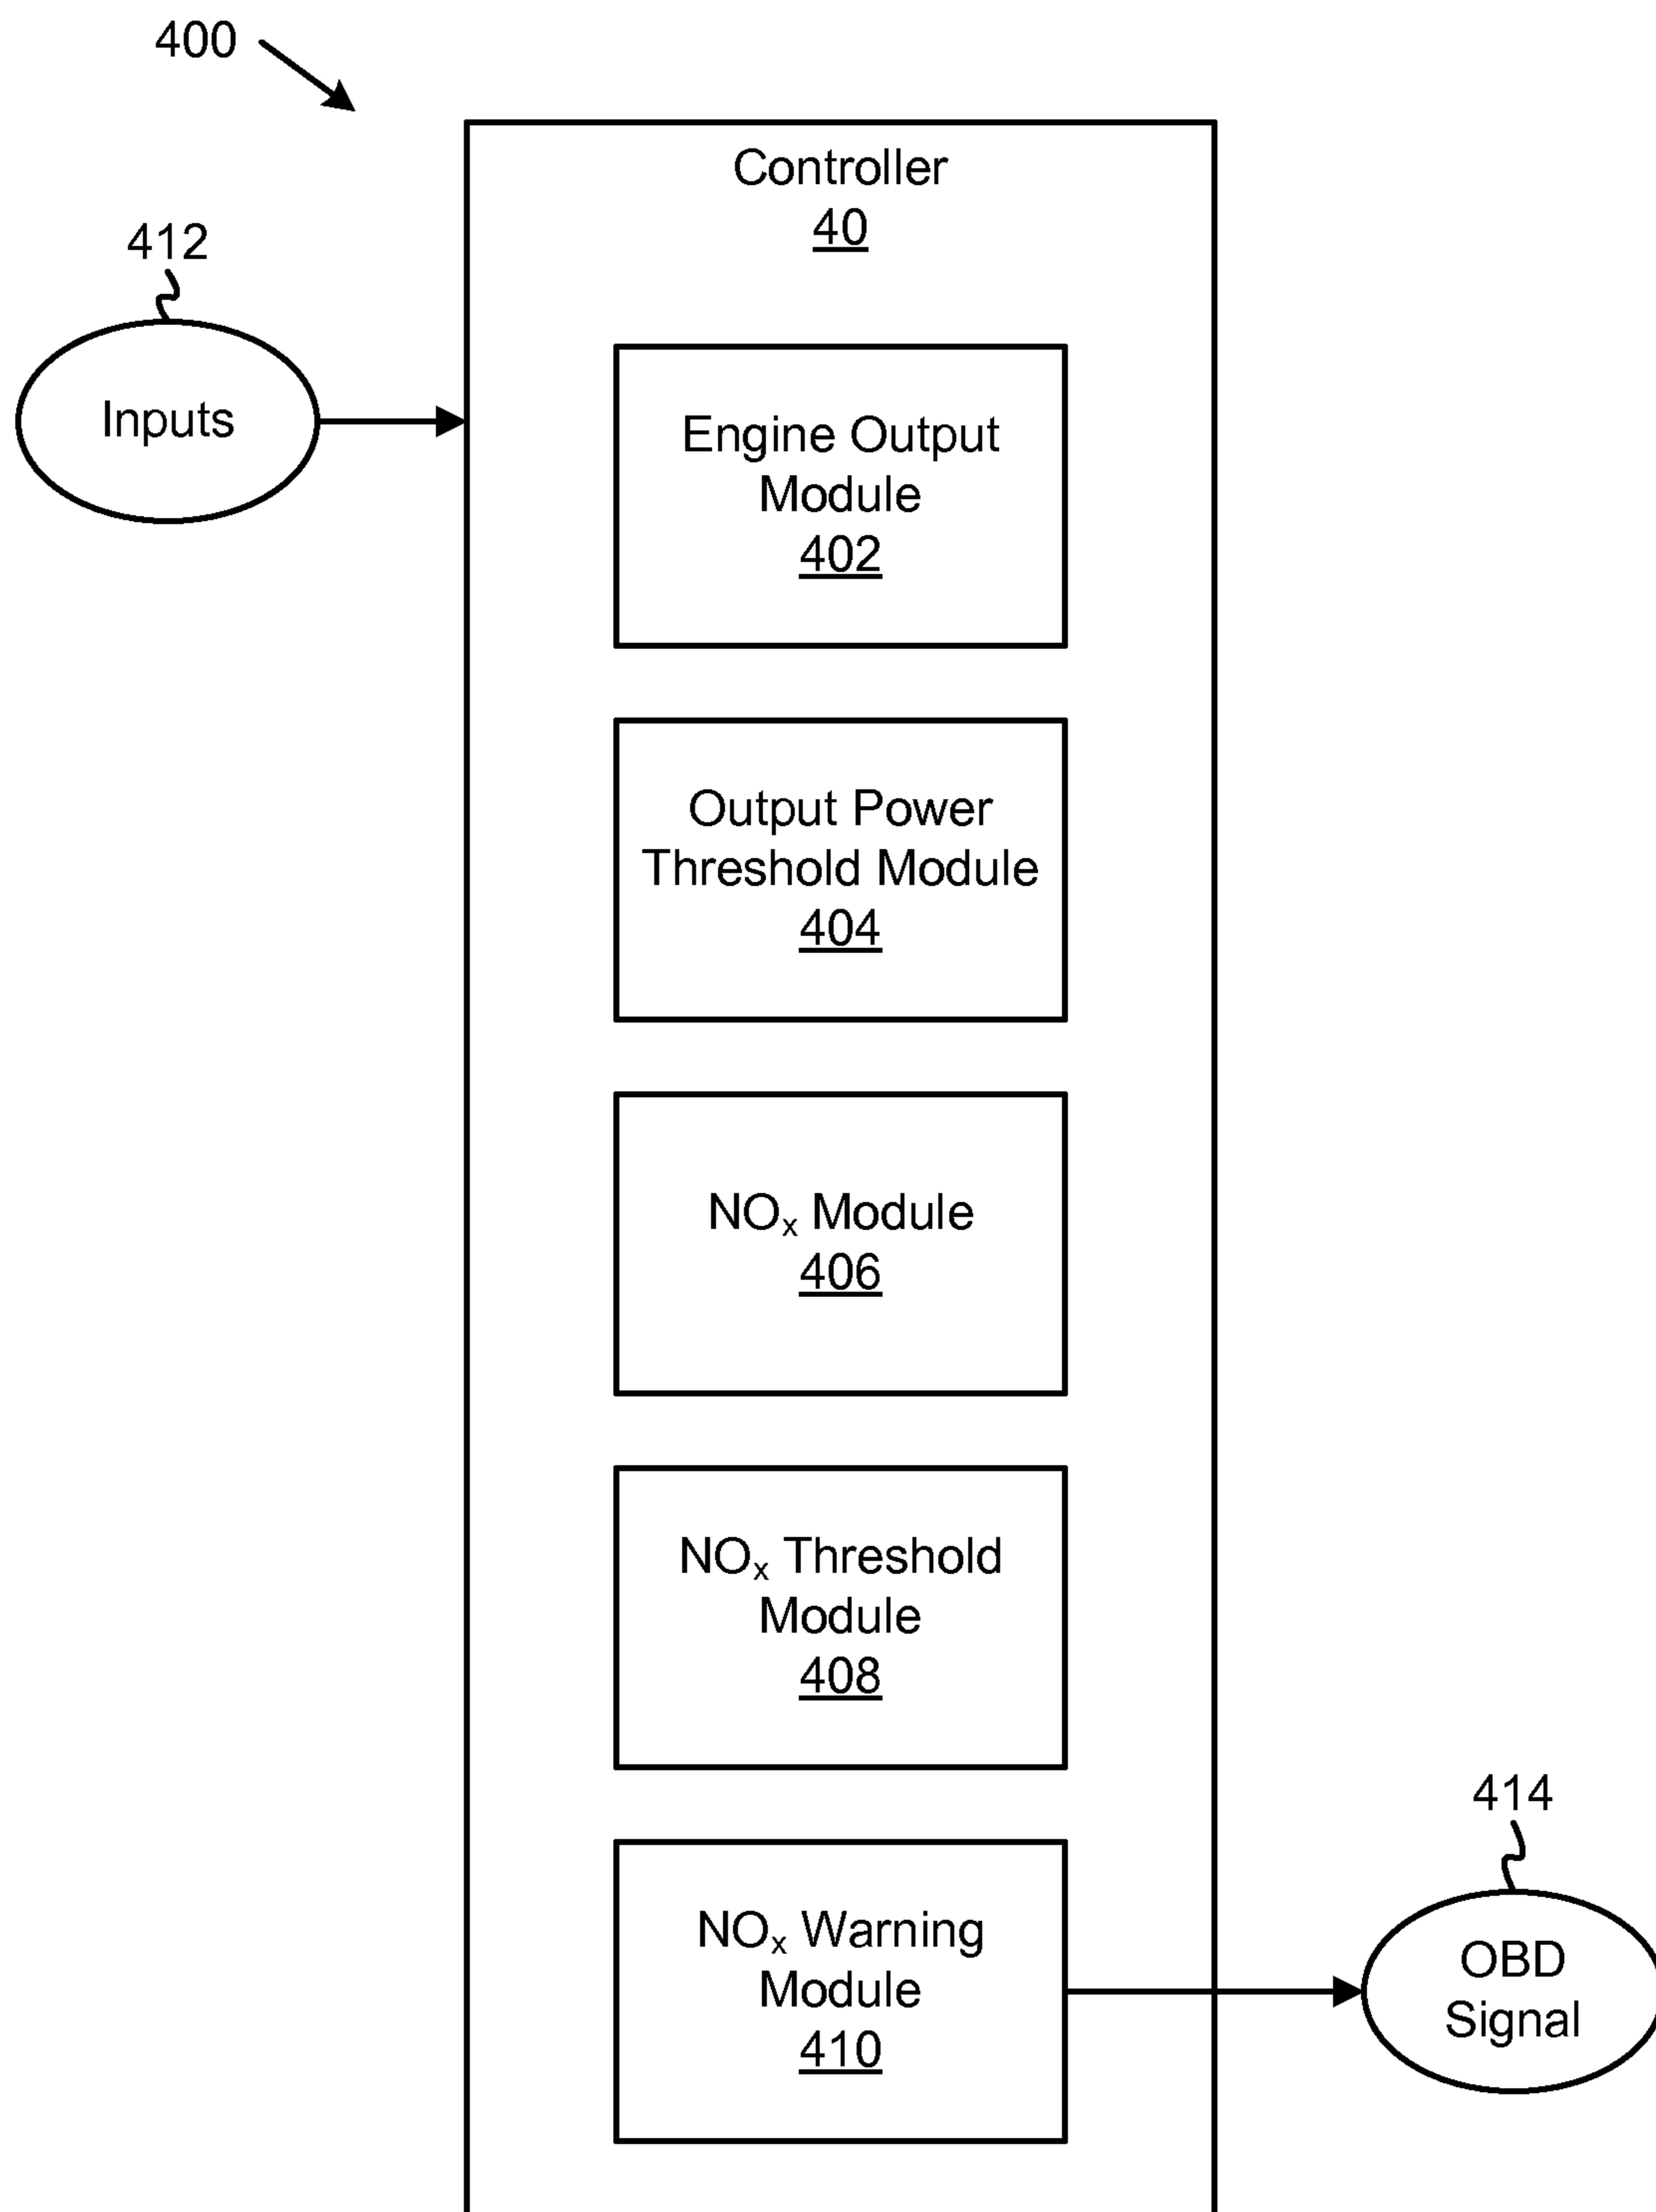 400
Controller
40
412
Inputs
Engine Output
Module
402
Output Power
Threshold Module
404
NOₓ Module
406
NOₓ Threshold
Module
408
414
NOₓ Warning
Module
410
OBD
Signal